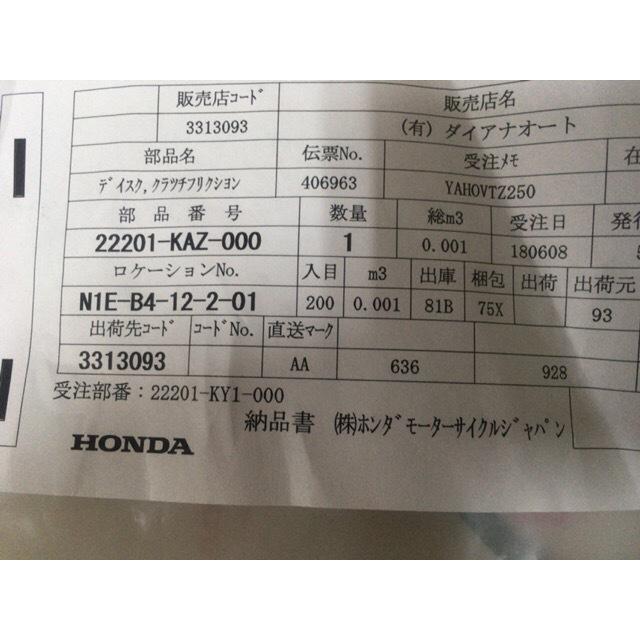 販売店ｺｰﾄﾞ 販売店名
3313093 (有) ダイアナオート
部品名 伝票No. 受注ﾒﾓ 在
ﾃﾞｲｽｸ,ｸﾗﾂﾁﾌﾘｸｼﾖﾝ 406963 YAHOVTZ250
部品番号 数量 総m3 受注日 発行
22201-KAZ-000 1 0.001 180608 5
ロケーションNo. 入目 m3 出庫 梱包 出荷 出荷元
N1E-B4-12-2-01 200 0.001 81B 75X 93
出荷先ｺｰﾄﾞ ｺｰﾄﾞNo. 直送マーク
3313093 AA 636 928
受注部番：22201-KY1-000
納品書 ㈱ﾎﾝﾀﾞﾓｰﾀｰｻｲｸﾙｼﾞｬﾊﾟﾝ
HONDA